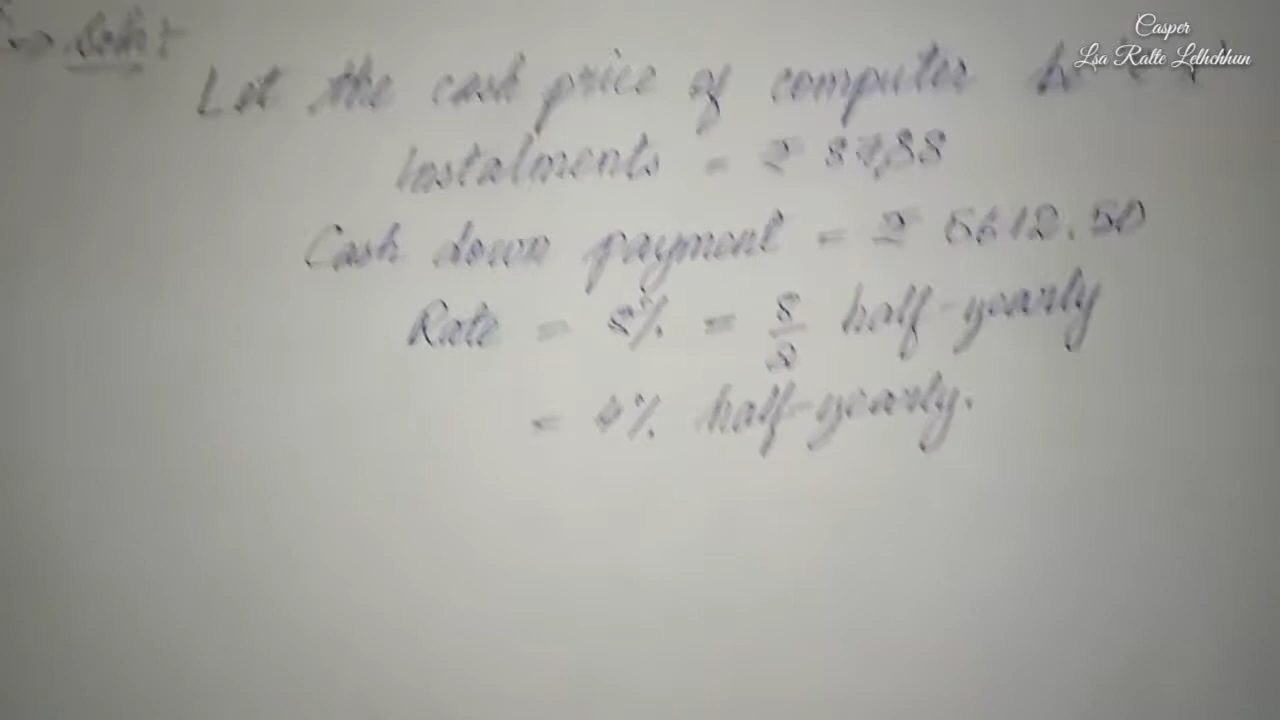 Casper
Lsa Ralte Lelhchhun
Soln :
Let the cash price of computer be
Instalments = ₹
Cash down payment = ₹ 5612.50
Rate = 8% = 8/2 half-yearly
= 4% half-yearly.